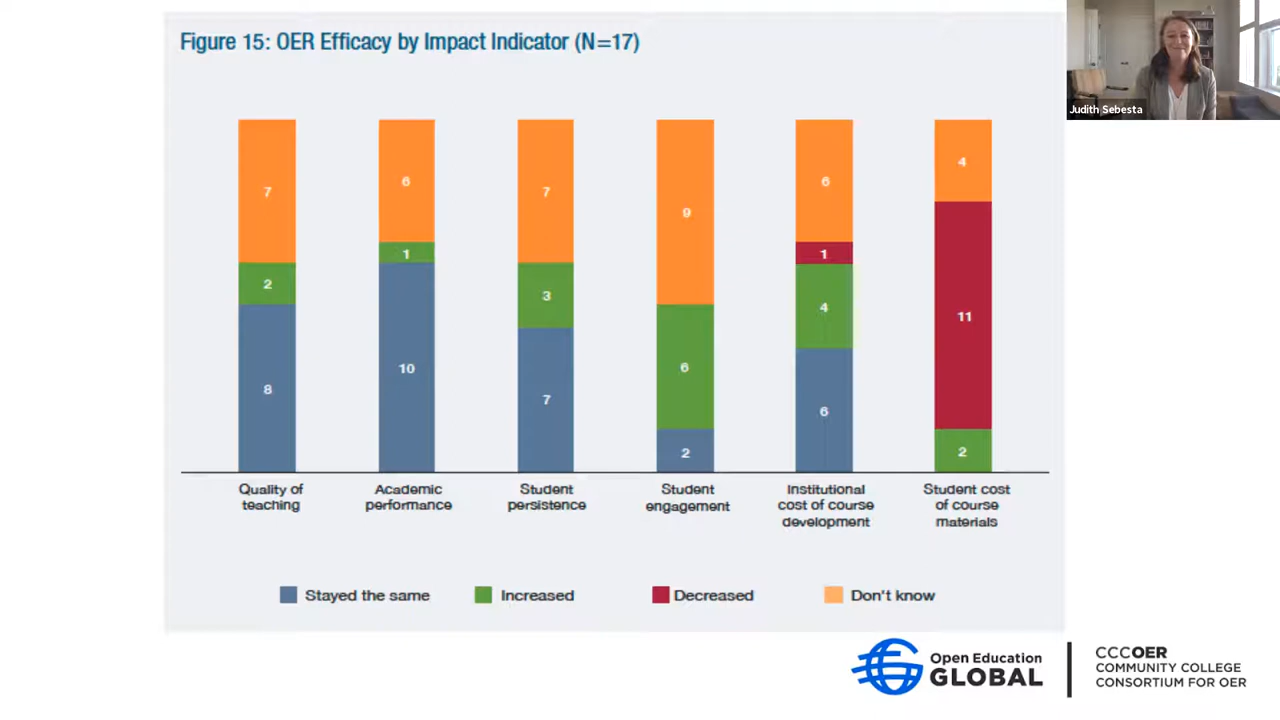 Figure 15: OER Efficacy by Impact Indicator (N=17)
Judith Sebesta
7
6
7
9
6
4
2
1
3
6
1
4
11
8
10
7
2
6
2
Quality of
teaching
Academic
performance
Student
persistence
Student
engagement
Institutional
cost of course
development
Student cost
of course
materials
Stayed the same
Increased
Decreased
Don't know
Open Education
GLOBAL
CCCOER
COMMUNITY COLLEGE
CONSORTIUM FOR OER